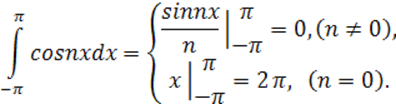 ∫_{-π}^{π} cosnxdx = { sinnx/n |_{-π}^{π} = 0, (n ≠ 0),
x |_{-π}^{π} = 2π, (n = 0).